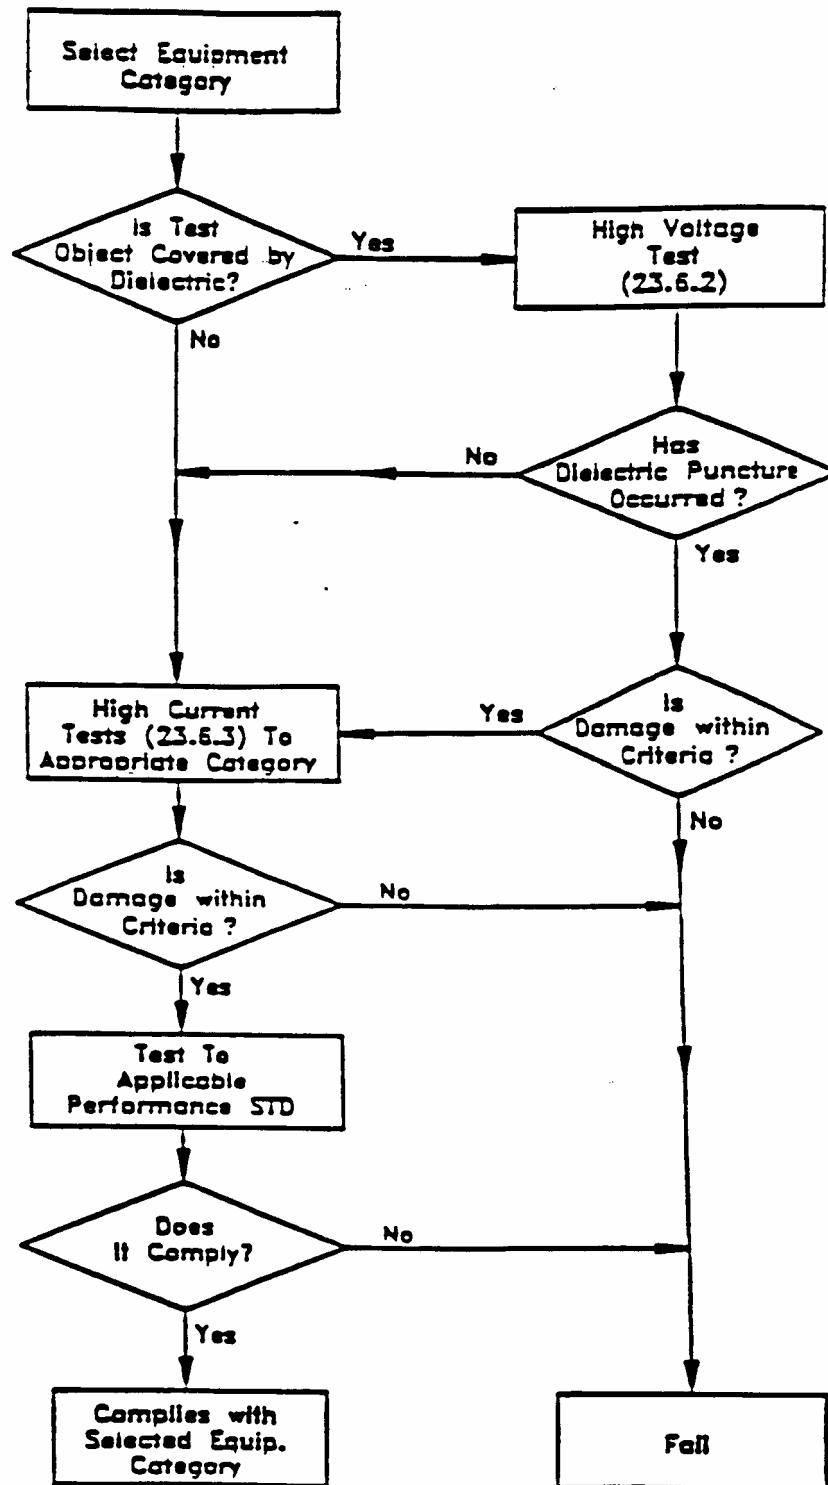 Select Equipment
Category
Is Test
Object Covered by
Dielectric?
Yes
High Voltage
Test
(23.6.2)
No
No
Has
Dielectric Puncture
Occurred ?
Yes
High Current
Tests (23.6.3) To
Appropriate Category
Yes
Is
Damage within
Criteria ?
No
Is
Damage within
Criteria ?
No
Yes
Test To
Applicable
Performance STD
Does
It Comply?
No
Yes
Complies with
Selected Equip.
Category
Fail